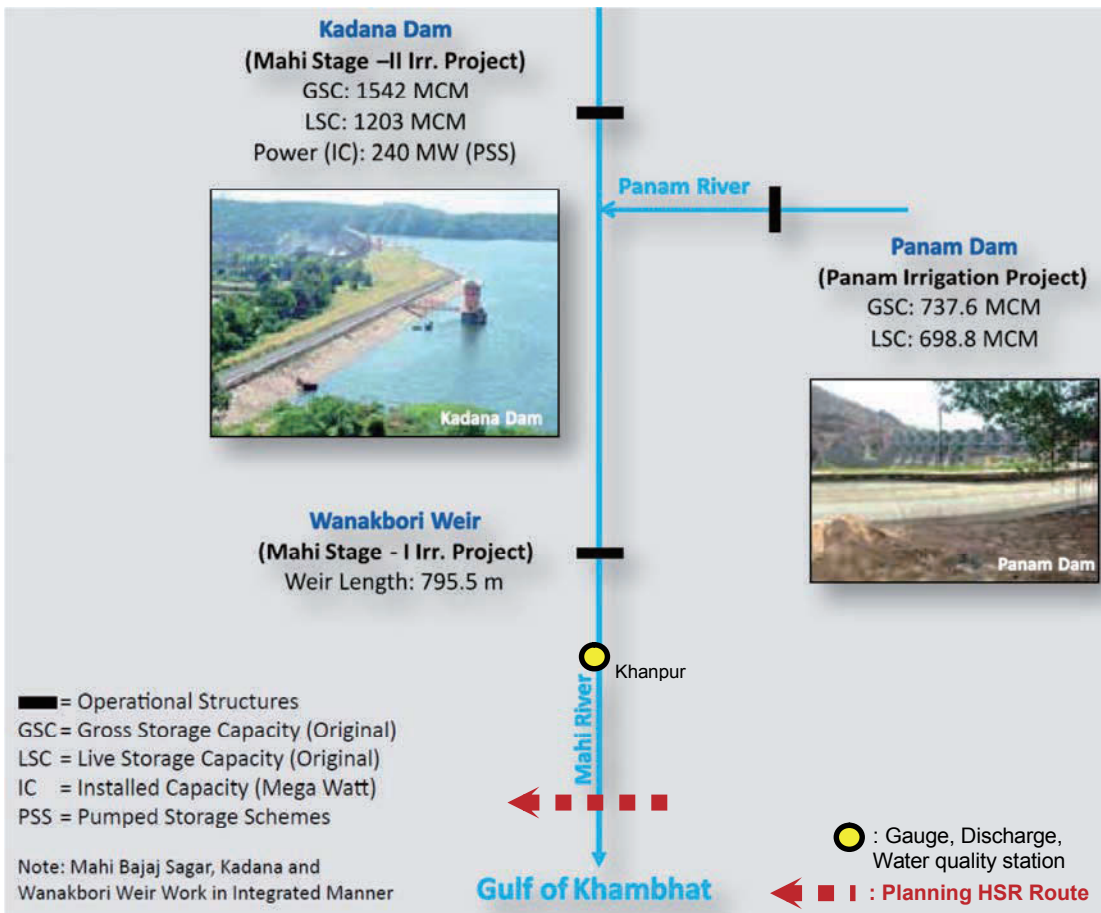 Kadana Dam
(Mahi Stage –II Irr. Project)
GSC: 1542 MCM
LSC: 1203 MCM
Power (IC): 240 MW (PSS)
Panam River
Panam Dam
(Panam Irrigation Project)
GSC: 737.6 MCM
LSC: 698.8 MCM
Kadana Dam
Panam Dam
Wanakbori Weir
(Mahi Stage - I Irr. Project)
Weir Length: 795.5 m
Khanpur
Mahi River
= Operational Structures
GSC = Gross Storage Capacity (Original)
LSC = Live Storage Capacity (Original)
IC = Installed Capacity (Mega Watt)
PSS = Pumped Storage Schemes
Note: Mahi Bajaj Sagar, Kadana and
Wanakbori Weir Work in Integrated Manner
Gulf of Khambhat
: Gauge, Discharge,
Water quality station
: Planning HSR Route